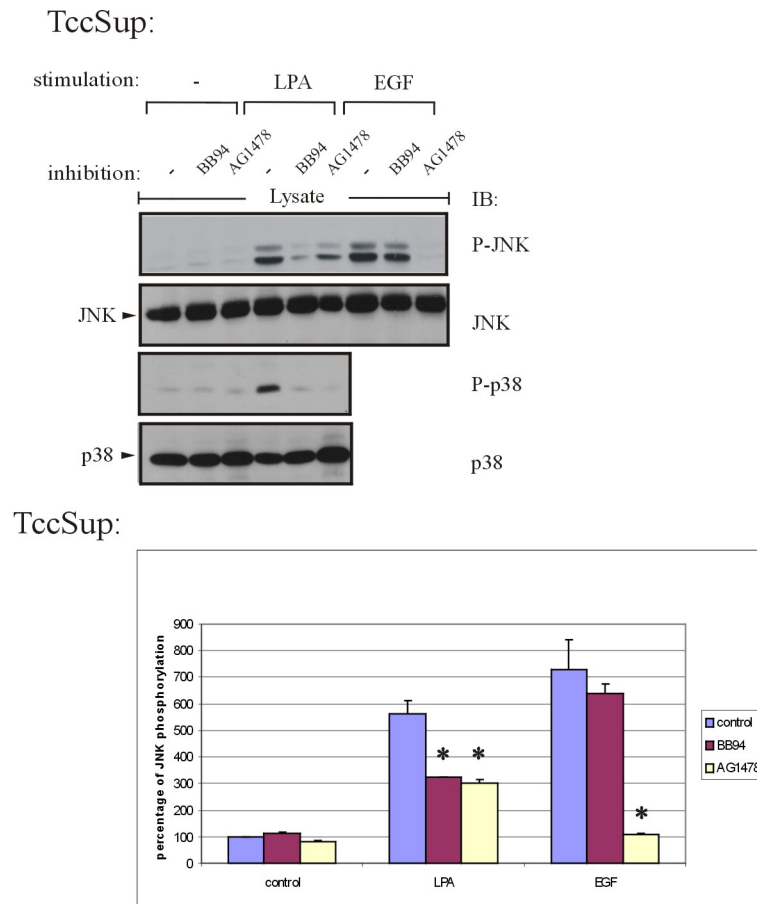 TccSup:
stimulation: - LPA EGF
inhibition: - BB94 AG1478 - BB94 AG1478 - BB94 AG1478
Lysate IB:
P-JNK
JNK JNK
P-p38
p38 p38
TccSup:
percentage of JNK phosphorylation
900
800
700
600
500
400
300
200
100
0
* * *
control LPA EGF
control
BB94
AG1478